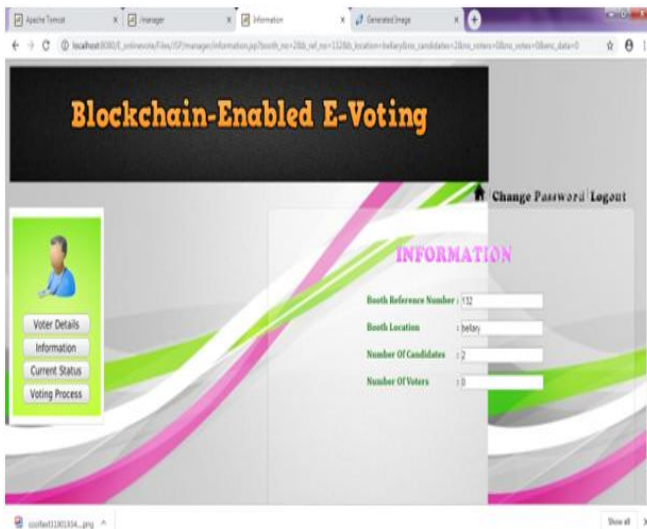 Apache Tomcat
/manager
Information
Generated Image
Blockchain-Enabled E-Voting
Change Password Logout
INFORMATION
Booth Reference Number : 132
Booth Location : bellary
Number Of Candidates : 2
Number Of Voters : 0
Voter Details
Information
Current Status
Voting Process
Show all